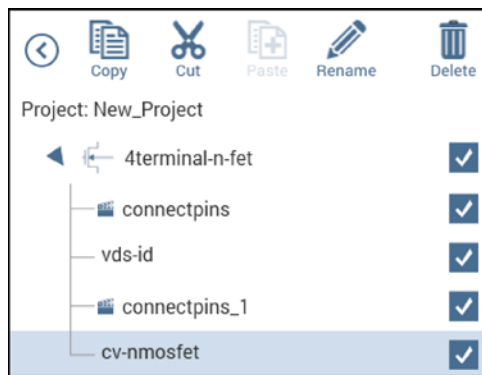 Copy Cut Paste Rename Delete
Project: New_Project
4terminal-n-fet
connectpins
vds-id
connectpins_1
cv-nmosfet